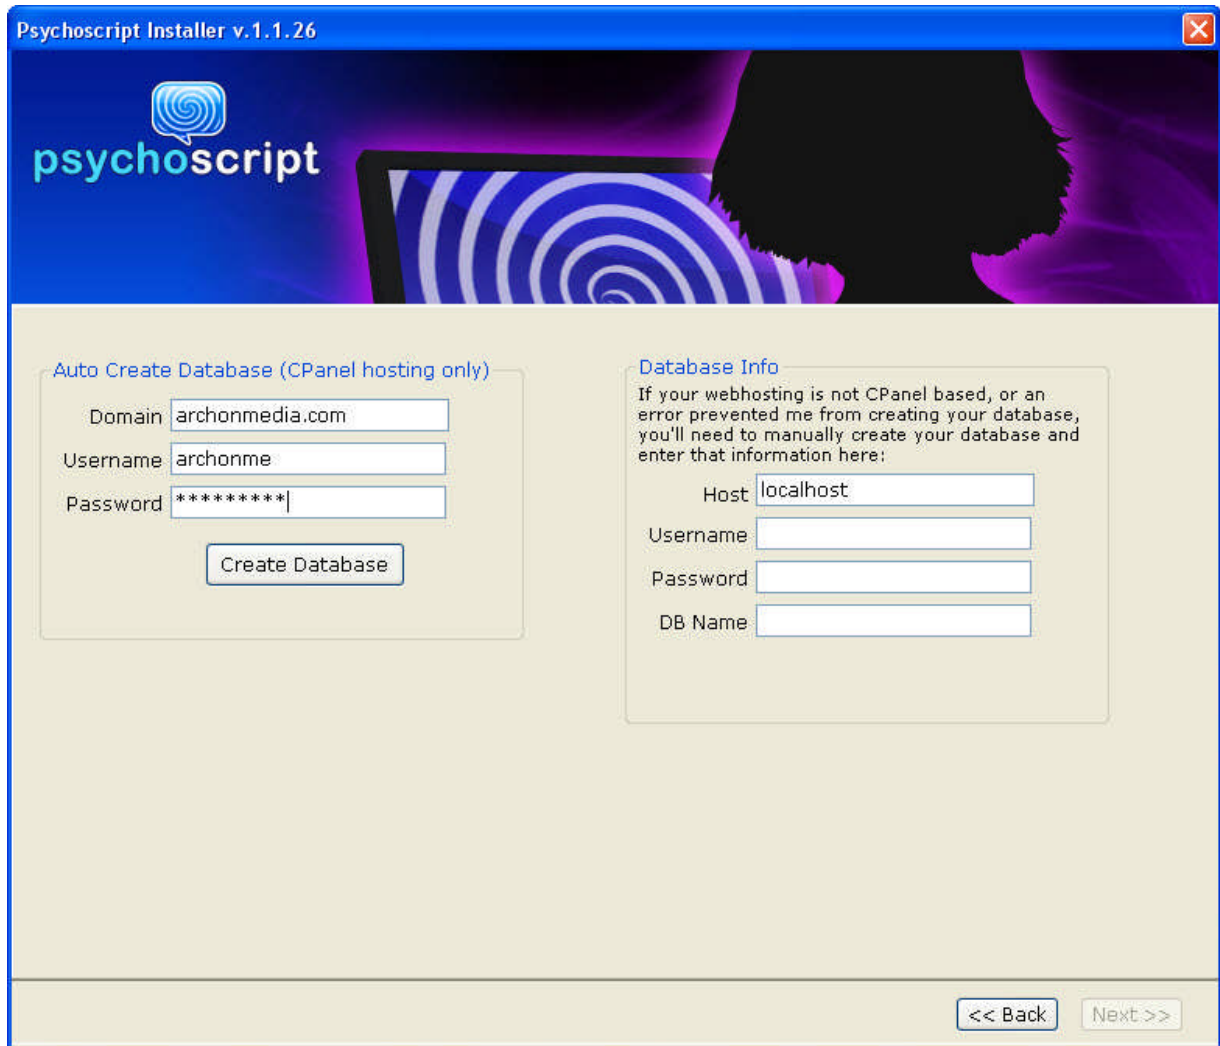 Psychoscript Installer v.1.1.26
psychoscript
Auto Create Database (CPanel hosting only)
Domain archonmedia.com
Username archonme
Password *********
Create Database
Database Info
If your webhosting is not CPanel based, or an
error prevented me from creating your database,
you'll need to manually create your database and
enter that information here:
Host localhost
Username
Password
DB Name
<< Back Next >>